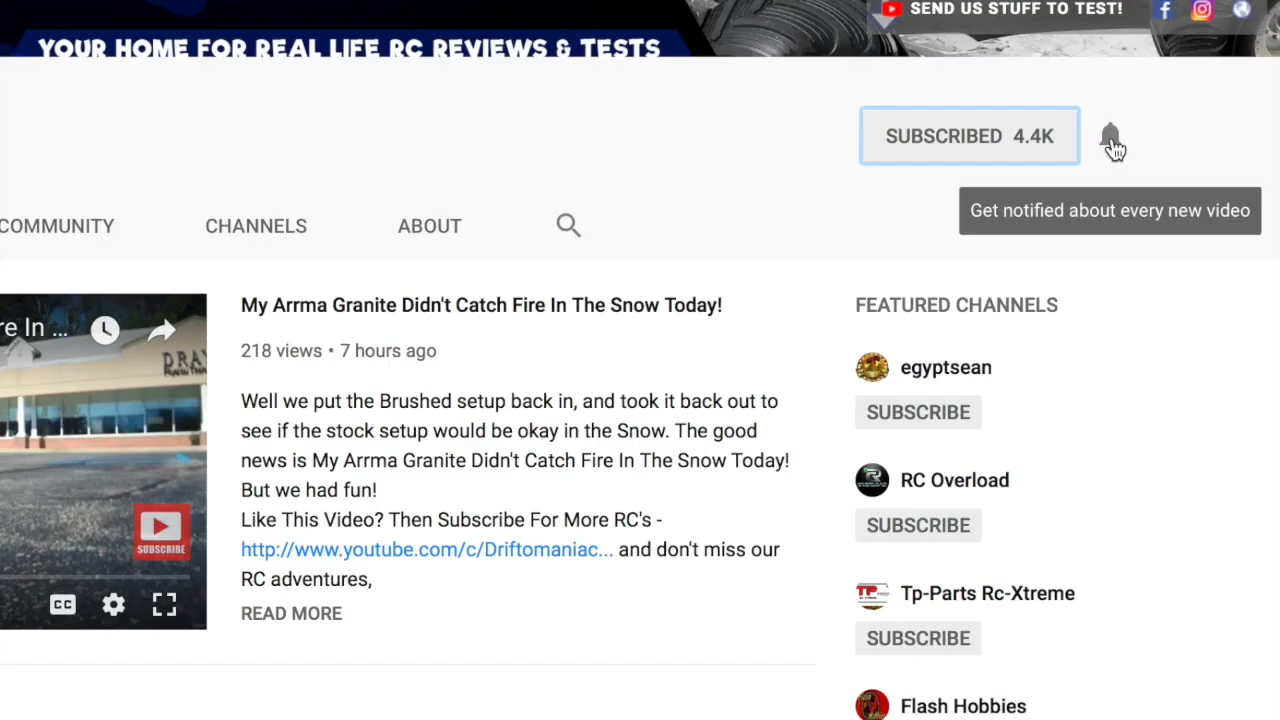 SEND US STUFF TO TEST!
YOUR HOME FOR REAL LIFE RC REVIEWS & TESTS
SUBSCRIBED 4.4K
Get notified about every new video
COMMUNITY
CHANNELS
ABOUT
re In ...
DRAY
SUBSCRIBE
CC
My Arrma Granite Didn't Catch Fire In The Snow Today!
218 views • 7 hours ago
Well we put the Brushed setup back in, and took it back out to
see if the stock setup would be okay in the Snow. The good
news is My Arrma Granite Didn't Catch Fire In The Snow Today!
But we had fun!
Like This Video? Then Subscribe For More RC's -
http://www.youtube.com/c/Driftomaniac... and don't miss our
RC adventures,
READ MORE
FEATURED CHANNELS
egyptsean
SUBSCRIBE
RC Overload
SUBSCRIBE
TP
Tp-Parts Rc-Xtreme
SUBSCRIBE
Flash Hobbies